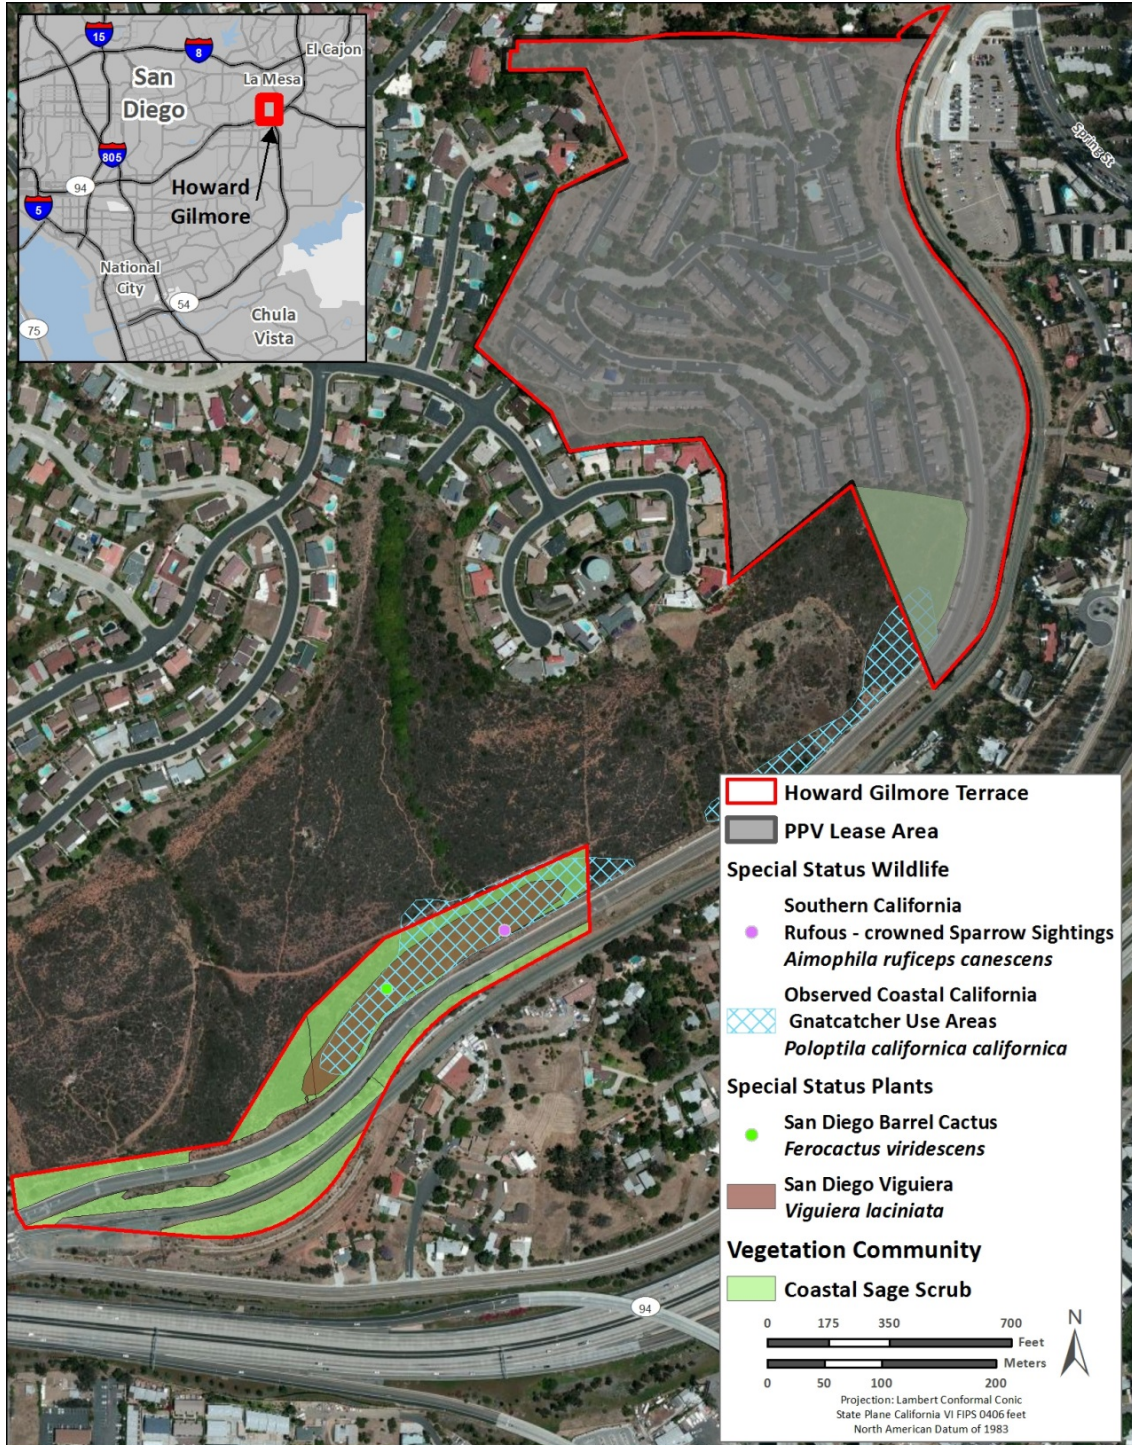 15
8
El Cajon
La Mesa
San
Diego
805
94
Howard
Gilmore
5
National
City
54
Chula
Vista
75
Spring St
94
Howard Gilmore Terrace
PPV Lease Area
Special Status Wildlife
Southern California
Rufous - crowned Sparrow Sightings
Aimophila ruficeps canescens
Observed Coastal California
Gnatcatcher Use Areas
Poloptila californica californica
Special Status Plants
San Diego Barrel Cactus
Ferocactus viridescens
San Diego Viguiera
Viguiera laciniata
Vegetation Community
Coastal Sage Scrub
0 175 350 700
Feet
Meters
0 50 100 200
N
Projection: Lambert Conformal Conic
State Plane California VI FIPS 0406 feet
North American Datum of 1983